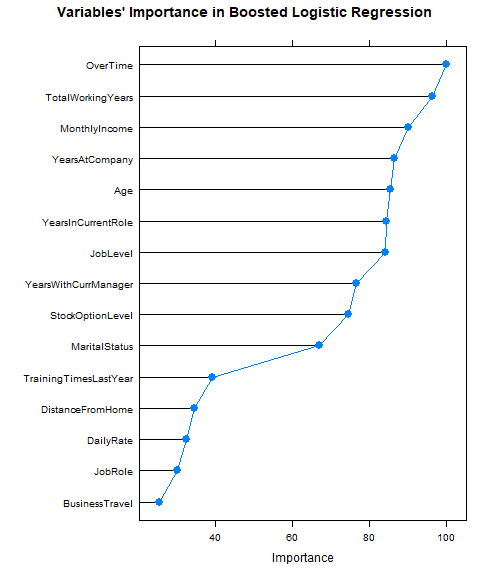 Variables' Importance in Boosted Logistic Regression
OverTime
TotalWorkingYears
MonthlyIncome
YearsAtCompany
Age
YearsInCurrentRole
JobLevel
YearsWithCurrManager
StockOptionLevel
MaritalStatus
TrainingTimesLastYear
DistanceFromHome
DailyRate
JobRole
BusinessTravel
40 60 80 100
Importance